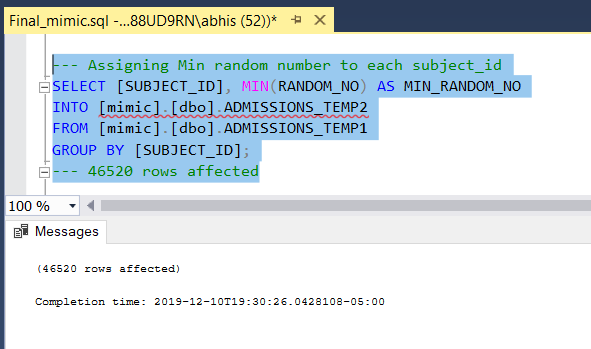 Final_mimic.sql -...88UD9RN\abhis (52))*
--- Assigning Min random number to each subject_id
SELECT [SUBJECT_ID], MIN(RANDOM_NO) AS MIN_RANDOM_NO
INTO [mimic].[dbo].ADMISSIONS_TEMP2
FROM [mimic].[dbo].ADMISSIONS_TEMP1
GROUP BY [SUBJECT_ID];
--- 46520 rows affected
100 %
Messages
(46520 rows affected)
Completion time: 2019-12-10T19:30:26.0428108-05:00